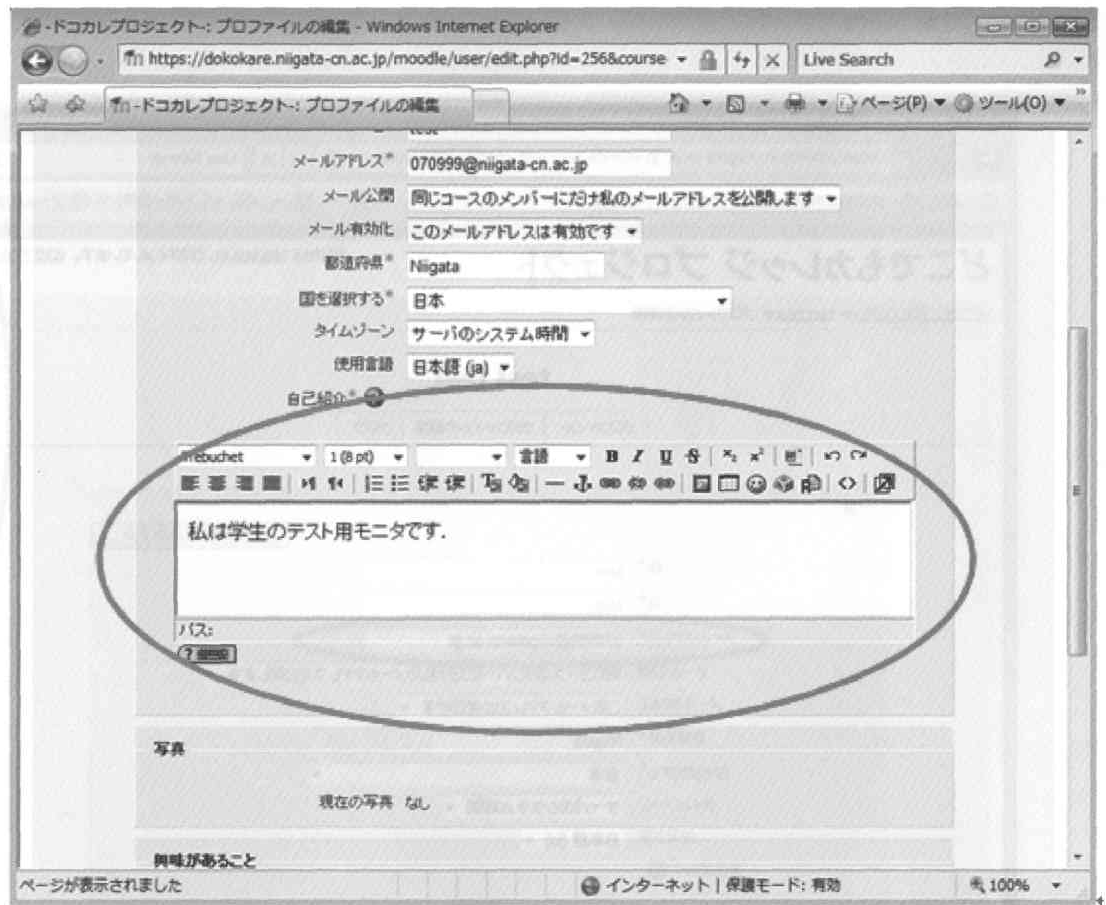 -ドコカレプロジェクト-: プロファイルの編集 - Windows Internet Explorer
https://dokokare.niigata-cn.ac.jp/moodle/user/edit.php?id=256&course
Live Search
-ドコカレプロジェクト-: プロファイルの編集
ページ(P) ツール(O)
test
メールアドレス* 070999@niigata-cn.ac.jp
メール公開 同じコースのメンバーにだけ私のメールアドレスを公開します
メール有効化 このメールアドレスは有効です
都道府県* Niigata
国を選択する* 日本
タイムゾーン サーバのシステム時間
使用言語 日本語 (ja)
自己紹介*
Trebuchet 1 (8 pt) 言語 B I U S
私は学生のテスト用モニタです.
パス:
写真
現在の写真 なし
興味があること
ページが表示されました インターネット | 保護モード: 有効 100%